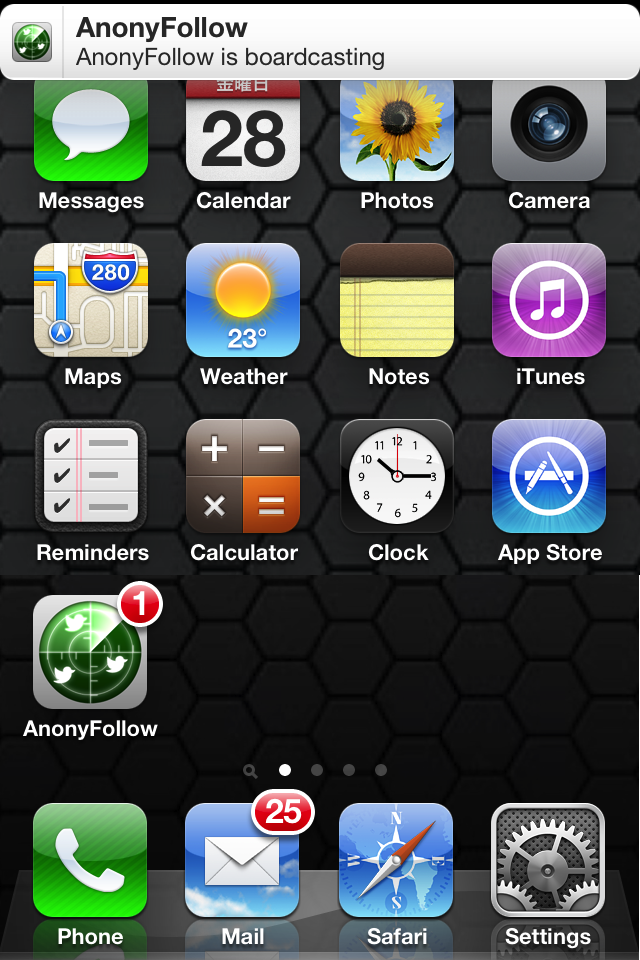 AnonyFollow
AnonyFollow is boardcasting
金曜日
28
Messages
Calendar
Photos
Camera
280
23°
Maps
Weather
Notes
iTunes
+ −
× =
11 12 1
10 2
9 3
8 4
7 6 5
Reminders
Calculator
Clock
App Store
1
AnonyFollow
25
N
W E
S
Phone
Mail
Safari
Settings